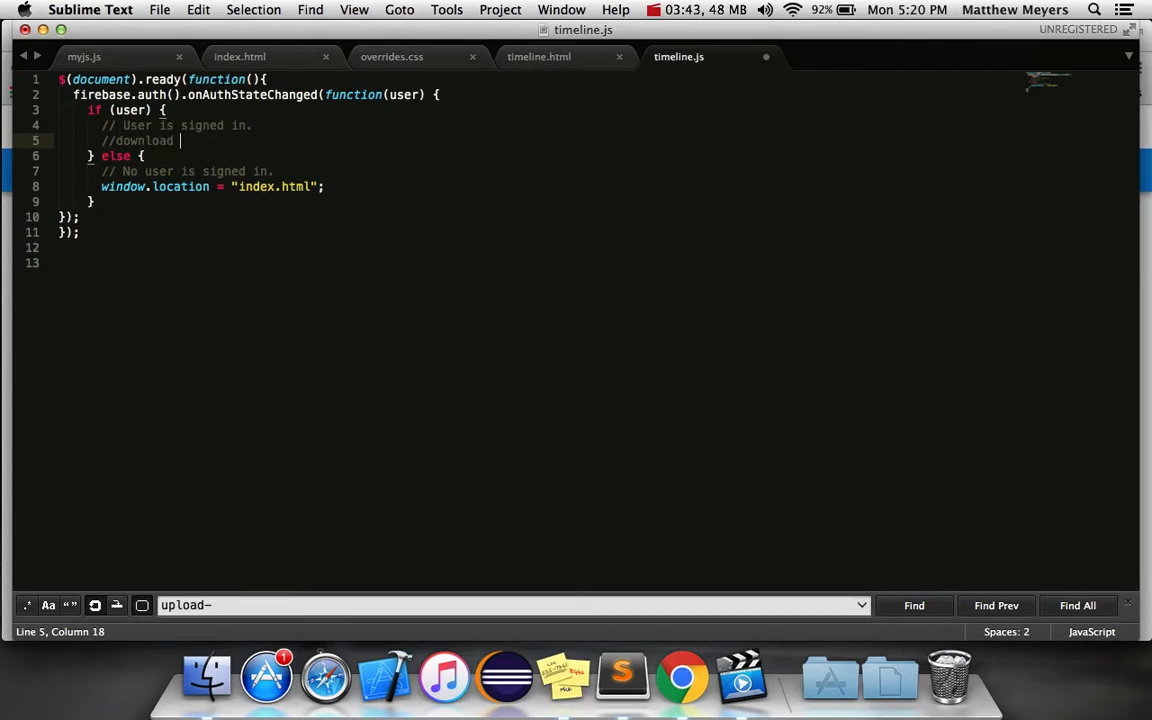 Sublime Text File Edit Selection Find View Goto Tools Project Window Help 03:43, 48 MB 92% Mon 5:20 PM Matthew Meyers
timeline.js UNREGISTERED
myjs.js × index.html × overrides.css × timeline.html × timeline.js
1 $(document).ready(function(){
2 firebase.auth().onAuthStateChanged(function(user) {
3 if (user) {
4 // User is signed in.
5 //download
6 } else {
7 // No user is signed in.
8 window.location = "index.html";
9 }
10 });
11 });
12
13
.* Aa “” upload- Find Find Prev Find All
Line 5, Column 18 Spaces: 2 JavaScript
1